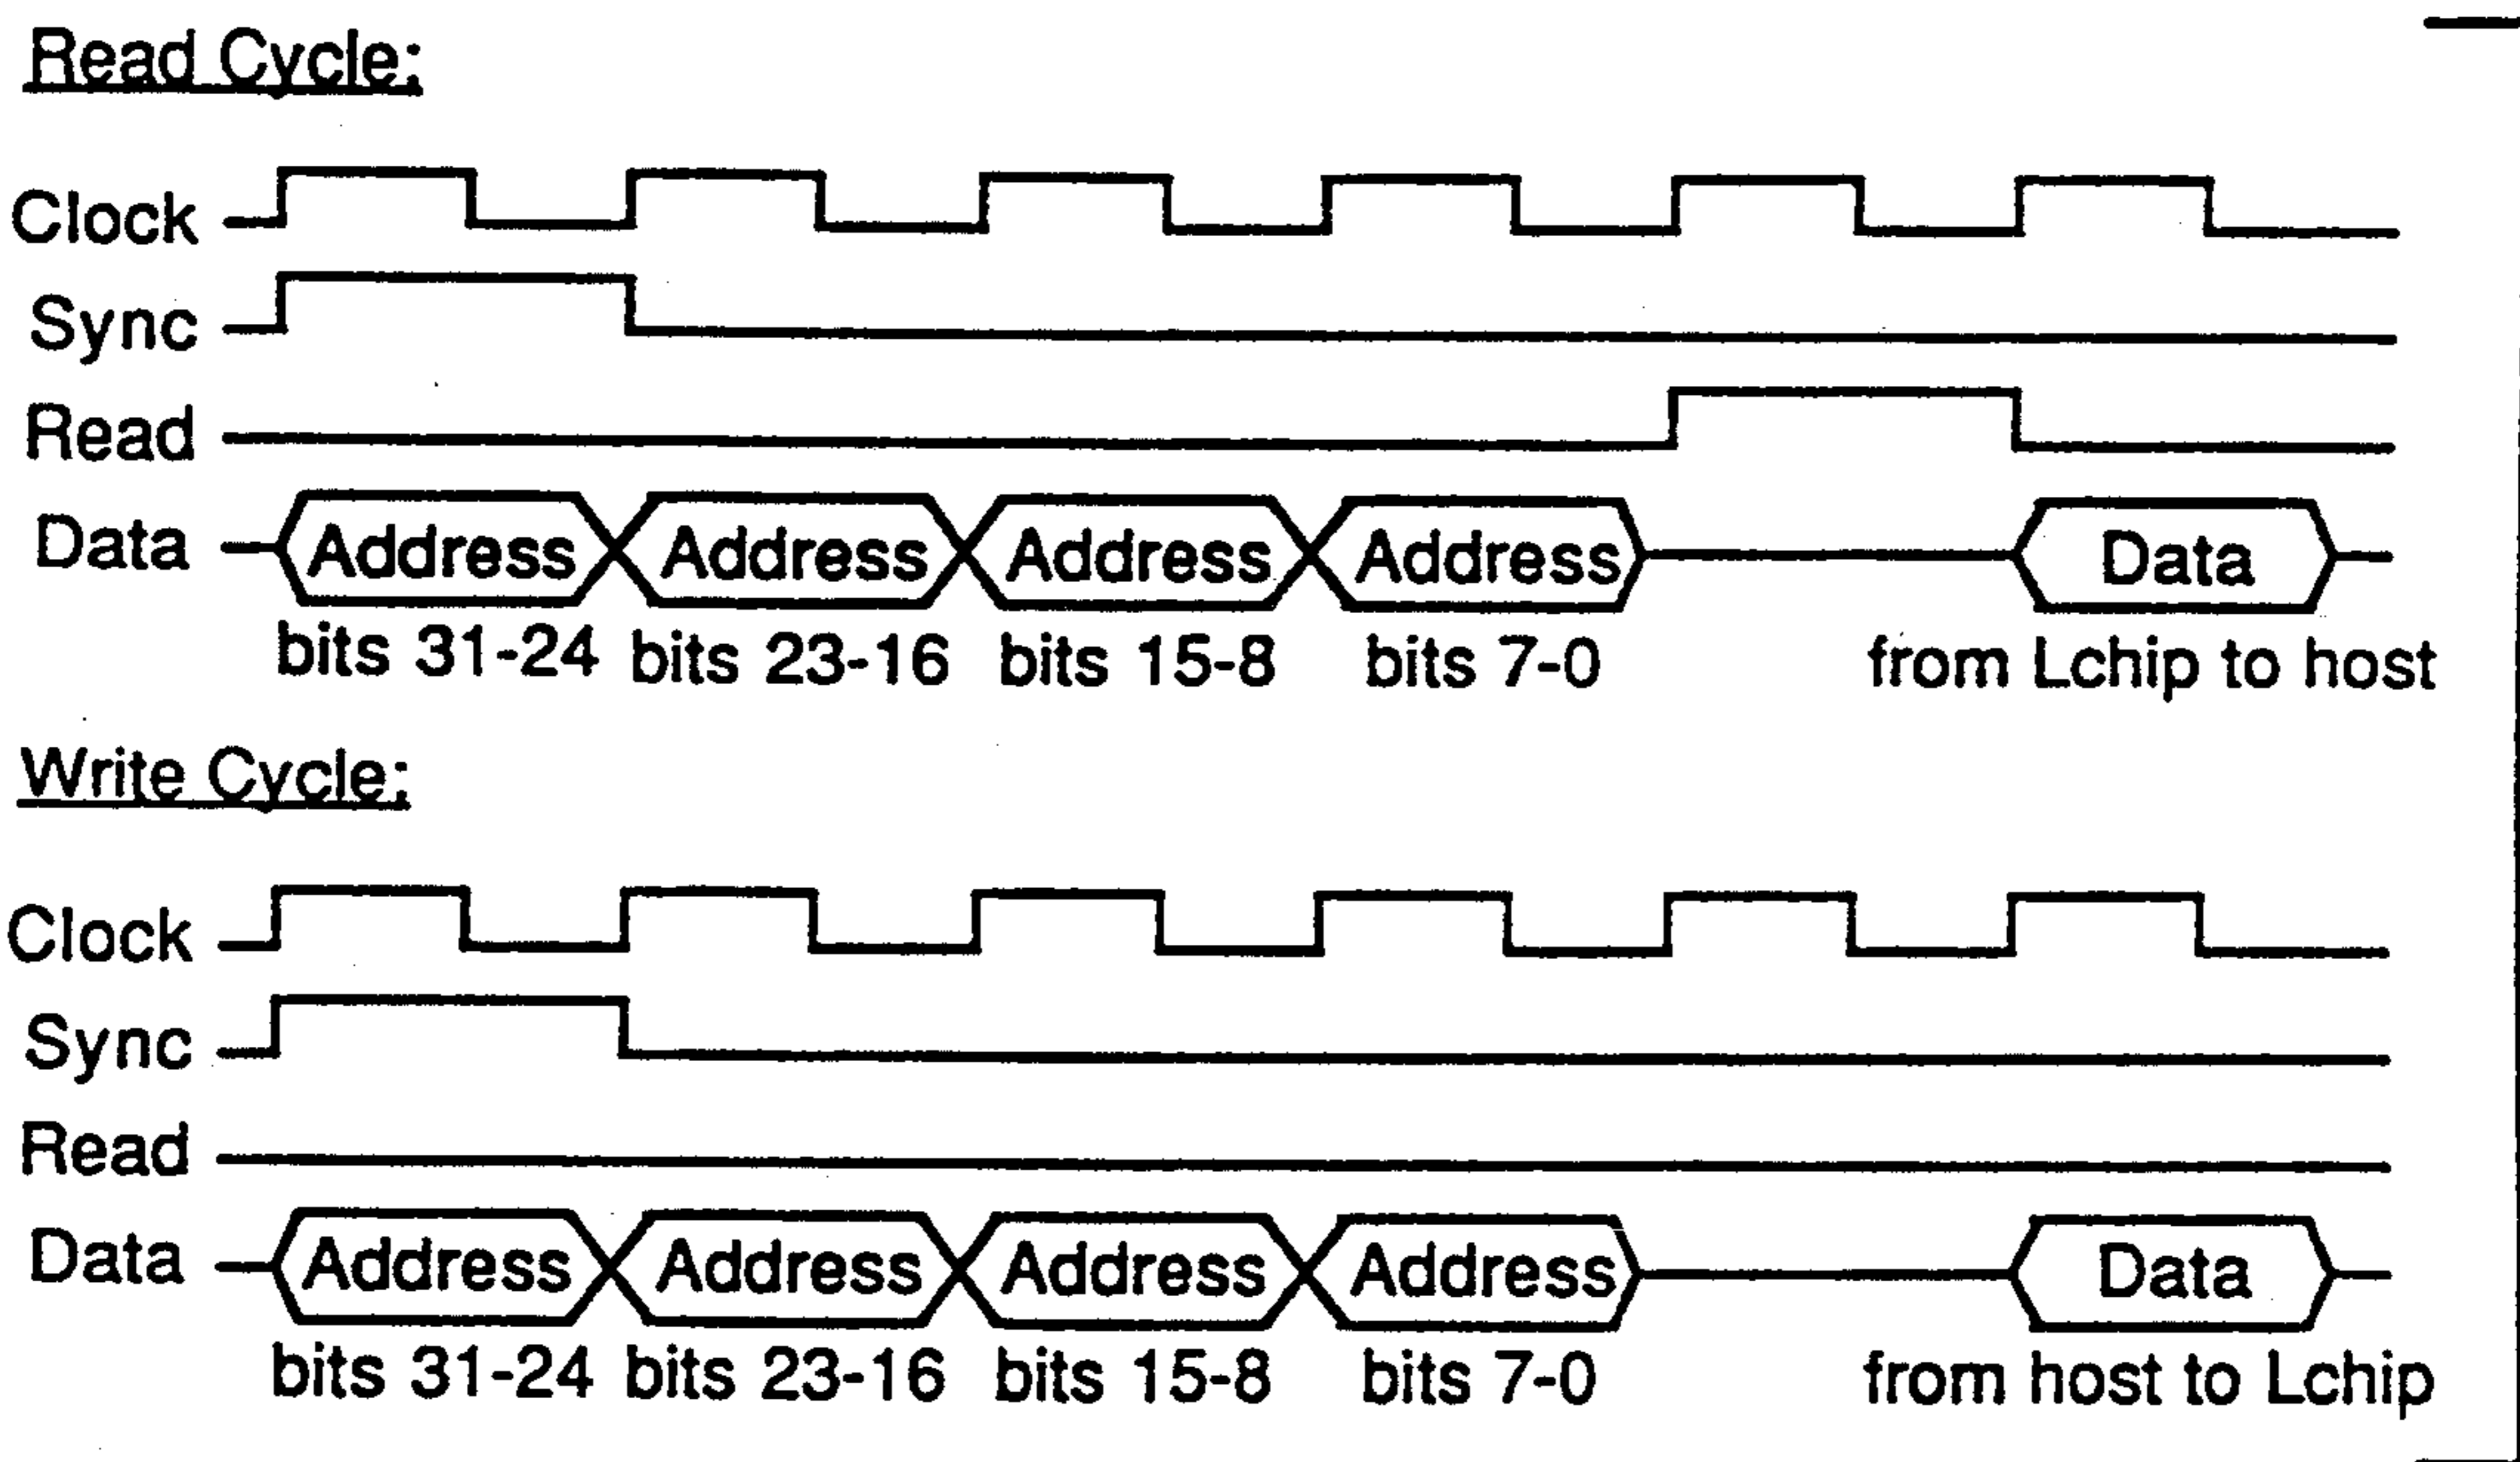 Read Cycle:
Clock
Sync
Read
Data Address Address Address Address Data
bits 31-24 bits 23-16 bits 15-8 bits 7-0 from Lchip to host
Write Cycle:
Clock
Sync
Read
Data Address Address Address Address Data
bits 31-24 bits 23-16 bits 15-8 bits 7-0 from host to Lchip